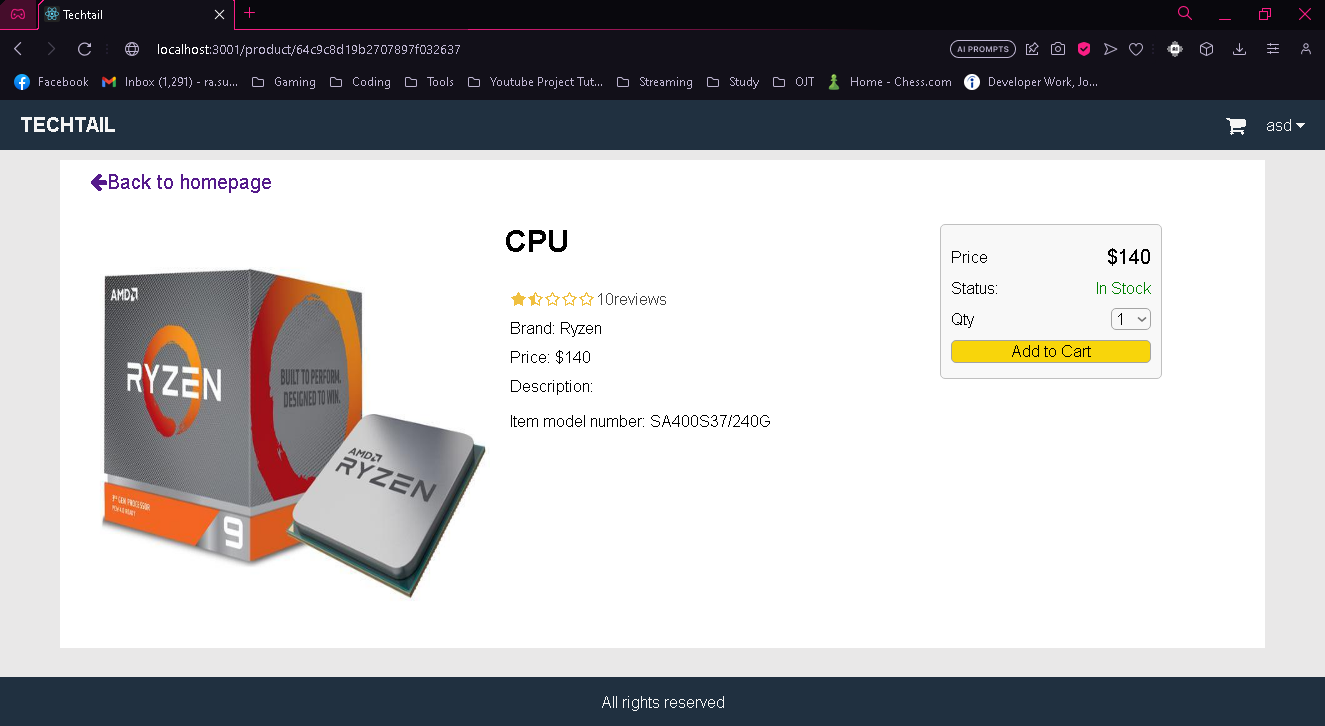 Techtail
localhost:3001/product/64c9c8d19b2707897f032637
AI PROMPTS
Facebook
Inbox (1,291) - ra.su...
Gaming
Coding
Tools
Youtube Project Tut...
Streaming
Study
OJT
Home - Chess.com
Developer Work, Jo...
TECHTAIL
asd
Back to homepage
CPU
10reviews
Brand: Ryzen
Price: $140
Description:
Item model number: SA400S37/240G
Price
$140
Status:
In Stock
Qty
1
Add to Cart
AMD
RYZEN
BUILT TO PERFORM.
DESIGNED TO WIN.
3RD GEN PROCESSOR
9
AMD
RYZEN
All rights reserved